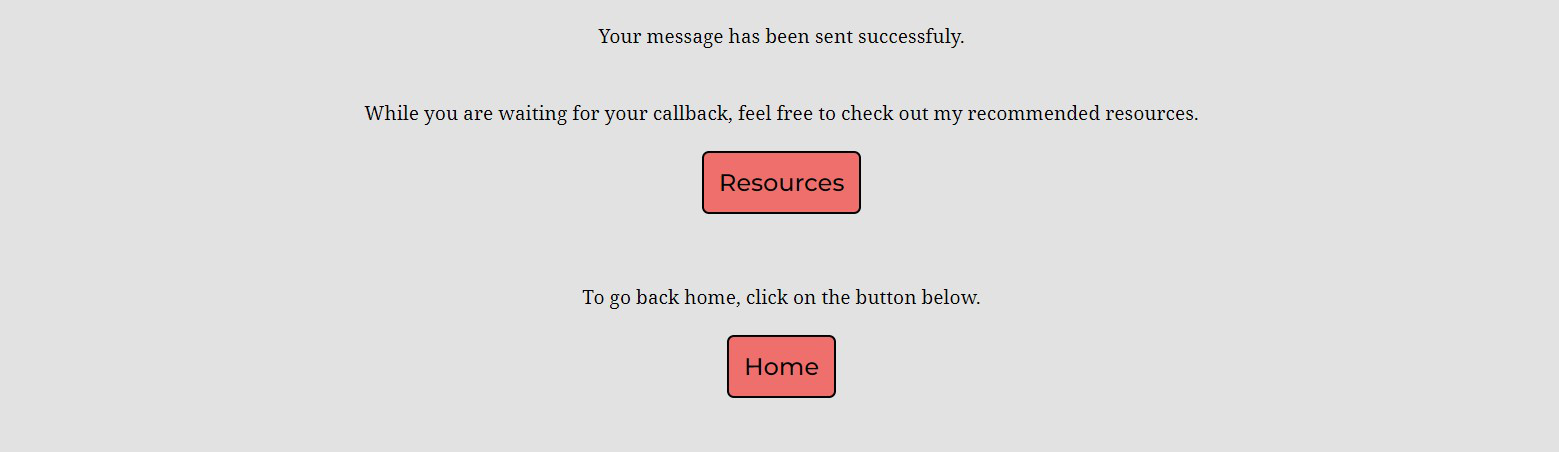 Your message has been sent successfuly.
While you are waiting for your callback, feel free to check out my recommended resources.
Resources
To go back home, click on the button below.
Home